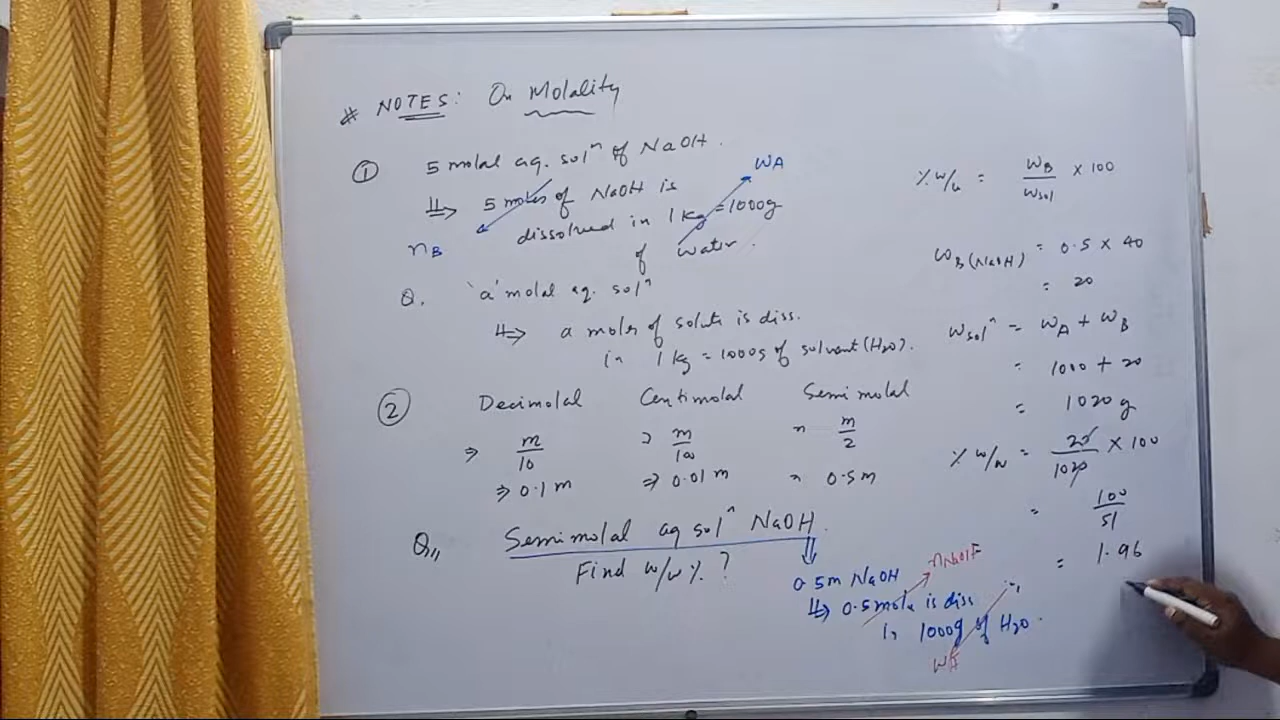 # NOTES: On Molality
① 5 molal aq. solⁿ of NaOH.
⇒ 5 moles of NaOH is
dissolved in 1 kg = 1000g
of water.
nB
WA
Q. 'a' molal aq. solⁿ
⇒ a moles of solute is diss.
in 1 kg = 1000g of solvent (H₂O).
② Decimolal Centimolal Semimolal
⇒ m/10 ⇒ m/100 = m/2
⇒ 0.1m ⇒ 0.01m = 0.5m
Q,, Semimolal aq solⁿ NaOH.
Find w/w %?
0.5m NaOH
⇒ 0.5 mole is diss
in 1000g of H₂O.
nNaOH
WA
% w/w = WB/Wsol × 100
WB(NaOH) = 0.5 × 40
= 20
Wsolⁿ = WA + WB
= 1000 + 20
= 1020 g
% w/w = 20/1020 × 100
= 100/51
= 1.96